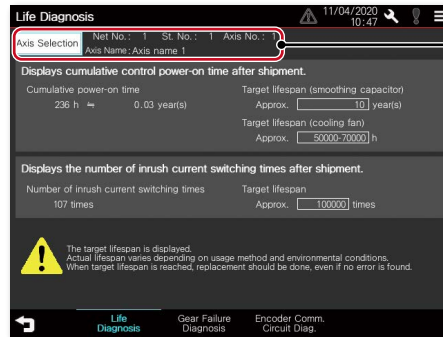 Life Diagnosis
11/04/2020
10:47
Axis Selection
Net No.: 1 St. No.: 1 Axis No.: 1
Axis Name: Axis name 1
Displays cumulative control power-on time after shipment.
Cumulative power-on time
236 h ≒ 0.03 year(s)
Target lifespan (smoothing capacitor)
Approx. 10 year(s)
Target lifespan (cooling fan)
Approx. 50000-70000 h
Displays the number of inrush current switching times after shipment.
Number of inrush current switching times
107 times
Target lifespan
Approx. 100000 times
The target lifespan is displayed.
Actual lifespan varies depending on usage method and environmental conditions.
When target lifespan is reached, replacement should be done, even if no error is found.
Life
Diagnosis
Gear Failure
Diagnosis
Encoder Comm.
Circuit Diag.